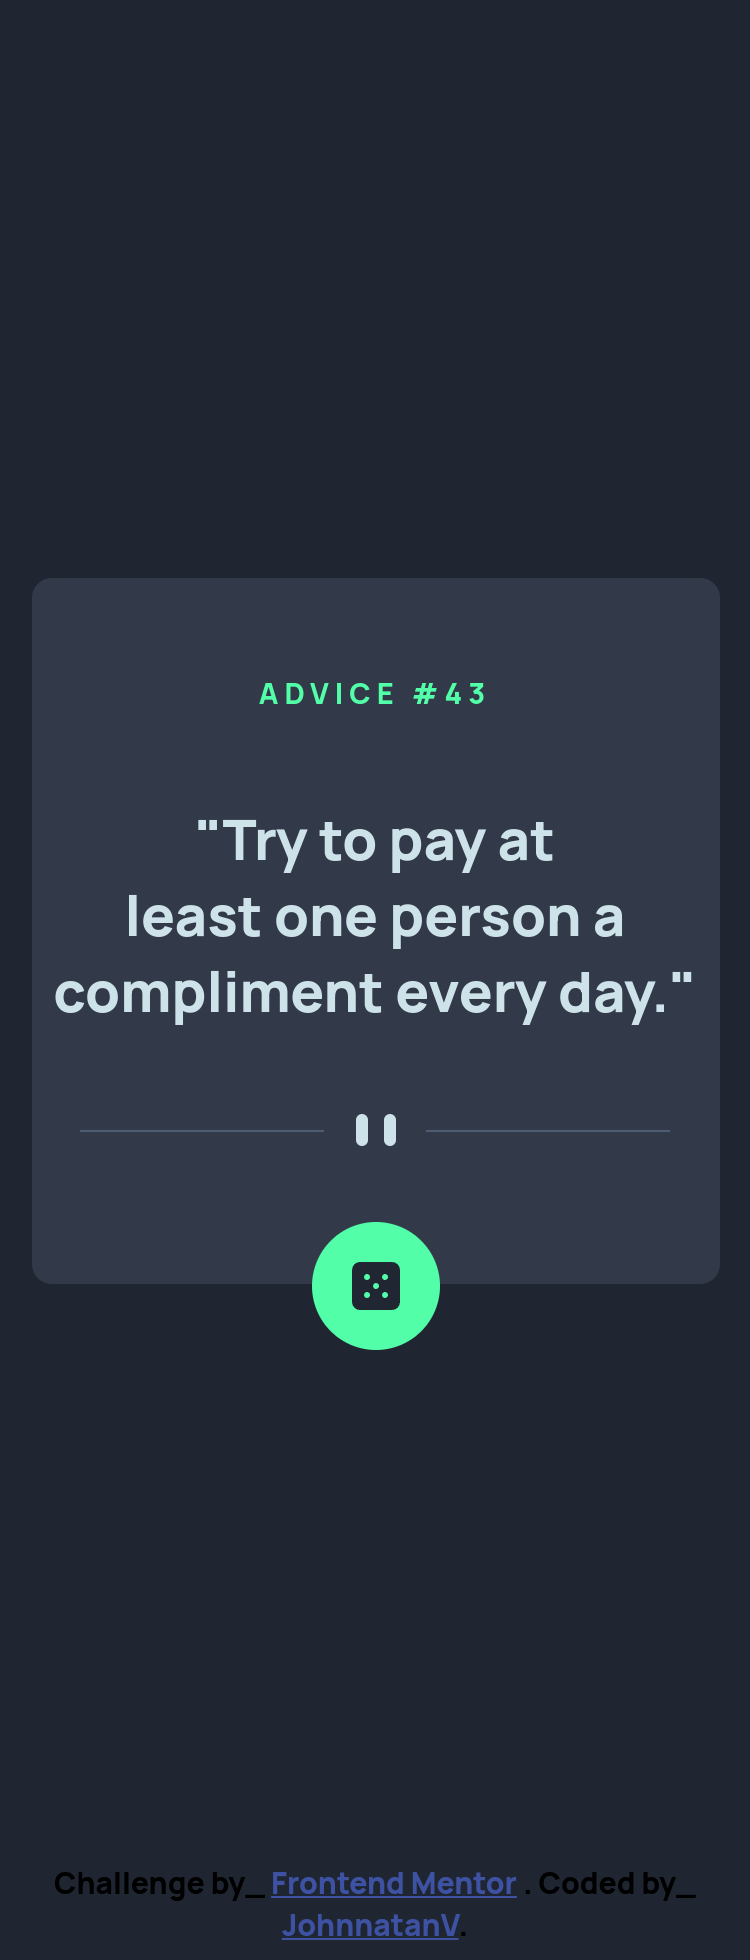 ADVICE #43
"Try to pay at
least one person a
compliment every day."
Challenge by_ Frontend Mentor . Coded by_
JohnnatanV.